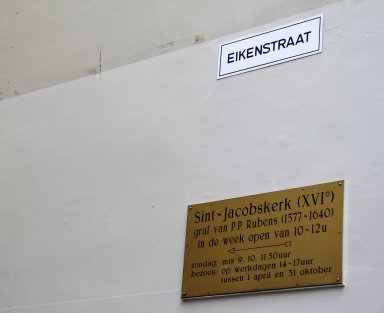 EIKENSTRAAT
Sint-Jacobskerk (XVI°)
graf van P.P. Rubens (1577-1640)
in de week open van 10-12u
zondag: mis 9. 10. 11.30uur
bezoek: op werkdagen 14-17uur
tussen 1 april en 31 oktober